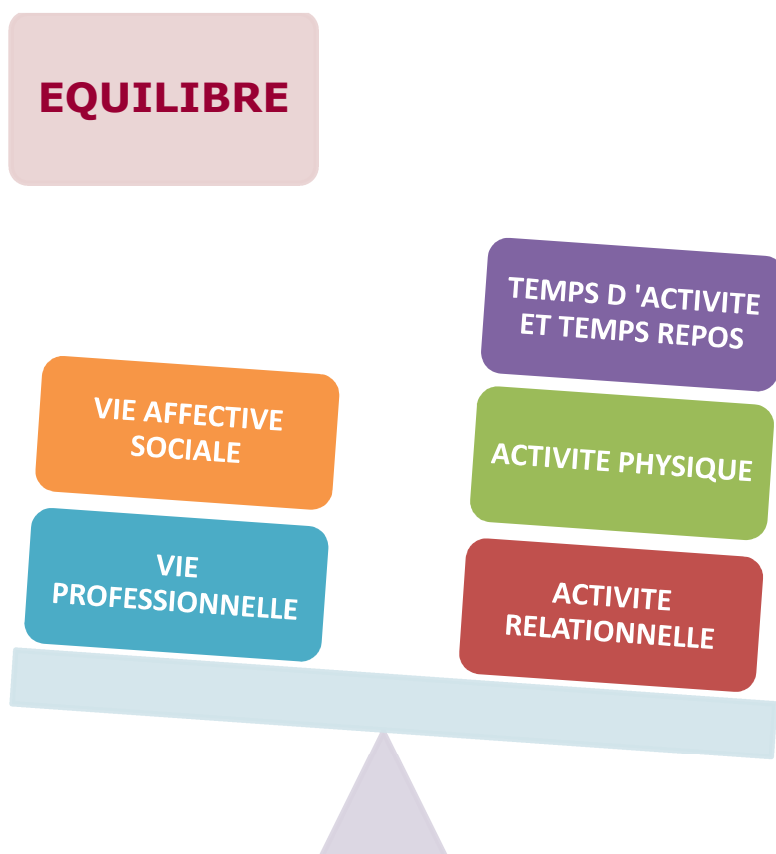 EQUILIBRE
VIE AFFECTIVE
SOCIALE
VIE
PROFESSIONNELLE
TEMPS D 'ACTIVITE
ET TEMPS REPOS
ACTIVITE PHYSIQUE
ACTIVITE
RELATIONNELLE